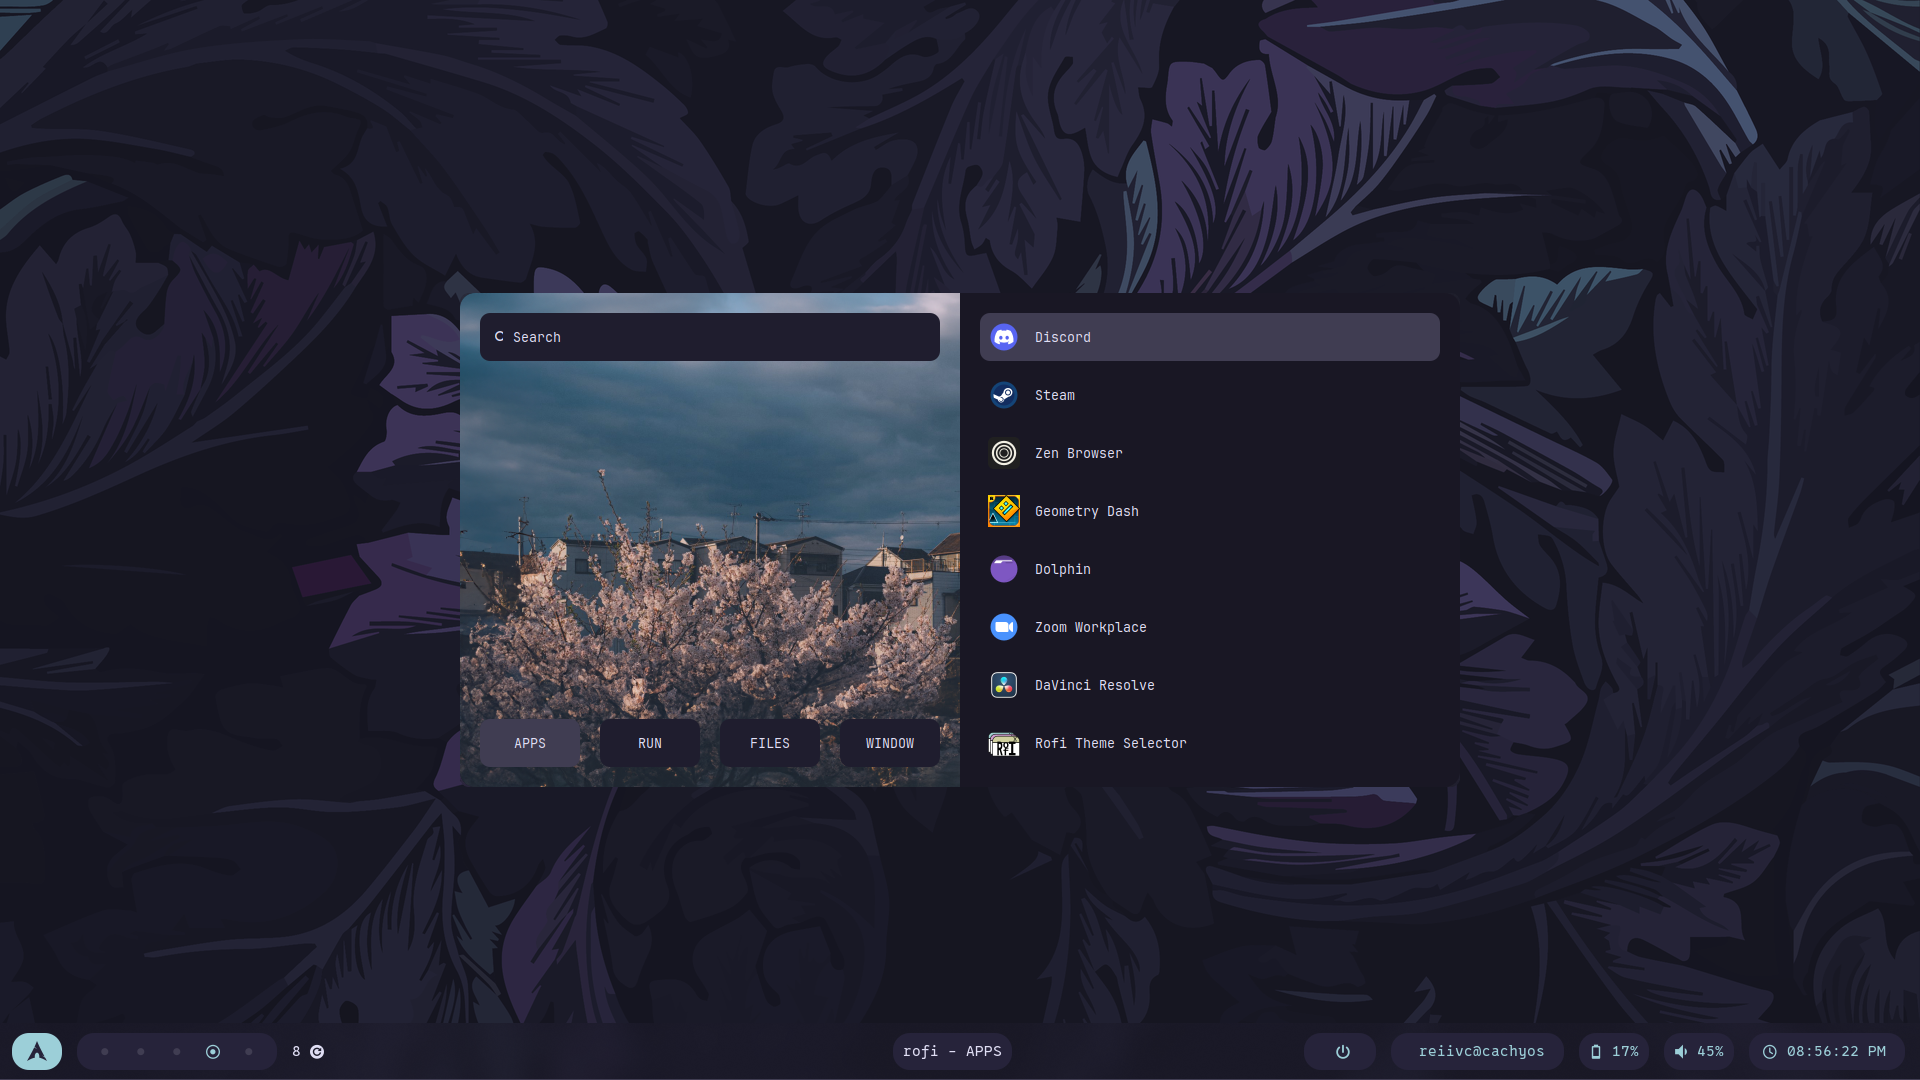 Search
APPS
RUN
FILES
WINDOW
Discord
Steam
Zen Browser
Geometry Dash
Dolphin
Zoom Workplace
DaVinci Resolve
Rofi Theme Selector
ROFI
8
rofi - APPS
reiivc@cachyos
17%
45%
08:56:22 PM